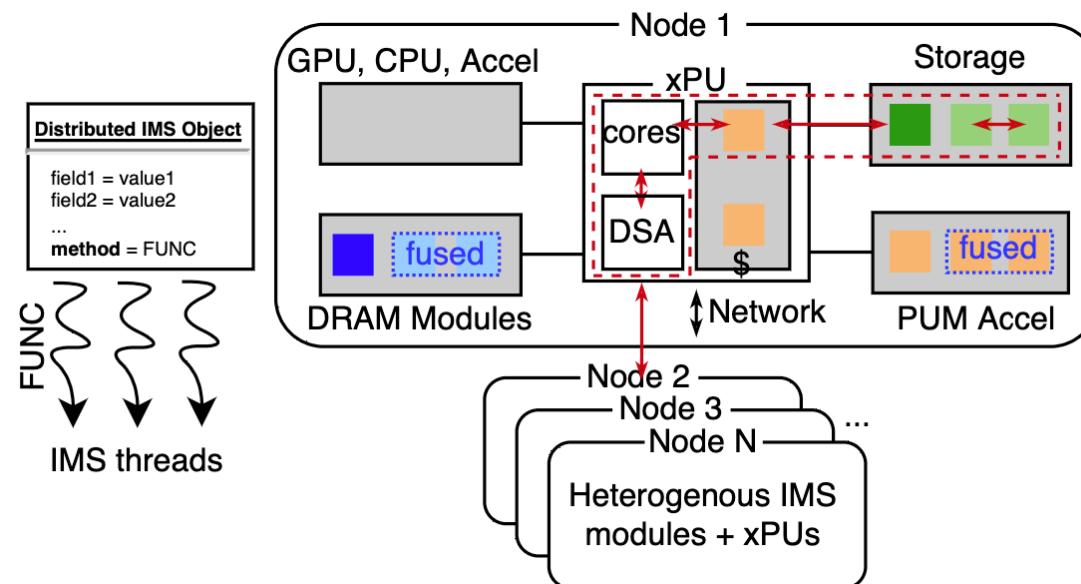 Distributed IMS Object
field1 = value1
field2 = value2
...
method = FUNC
FUNC
IMS threads
Node 1
GPU, CPU, Accel
xPU
Storage
cores
DSA
$
fused
DRAM Modules
fused
PUM Accel
Network
Node 2
Node 3
...
Node N
Heterogenous IMS
modules + xPUs